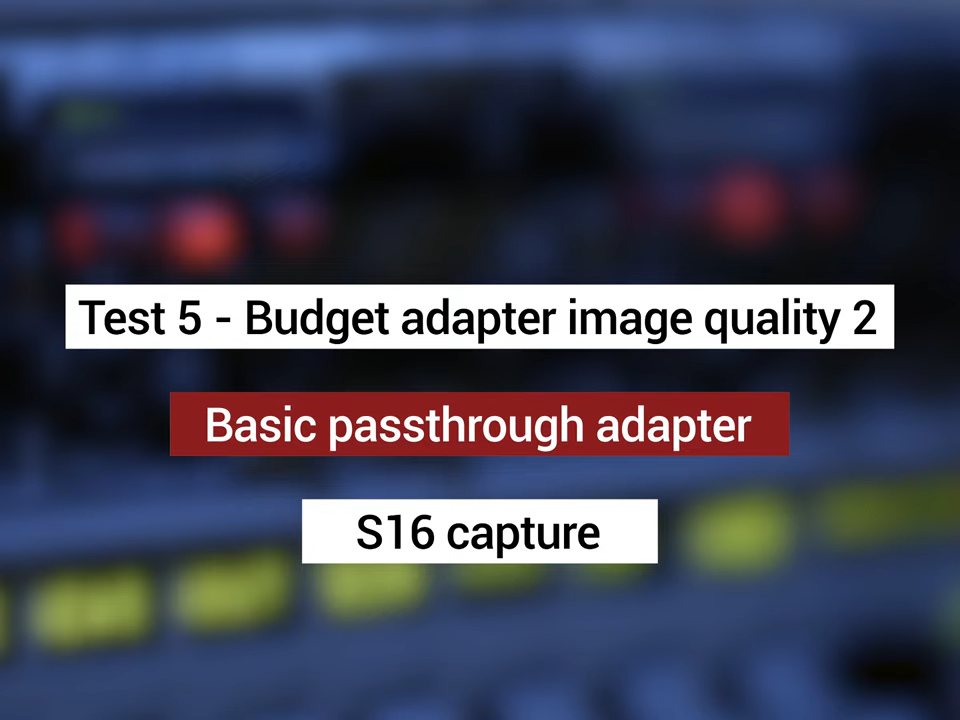 Test 5 - Budget adapter image quality 2
Basic passthrough adapter
S16 capture